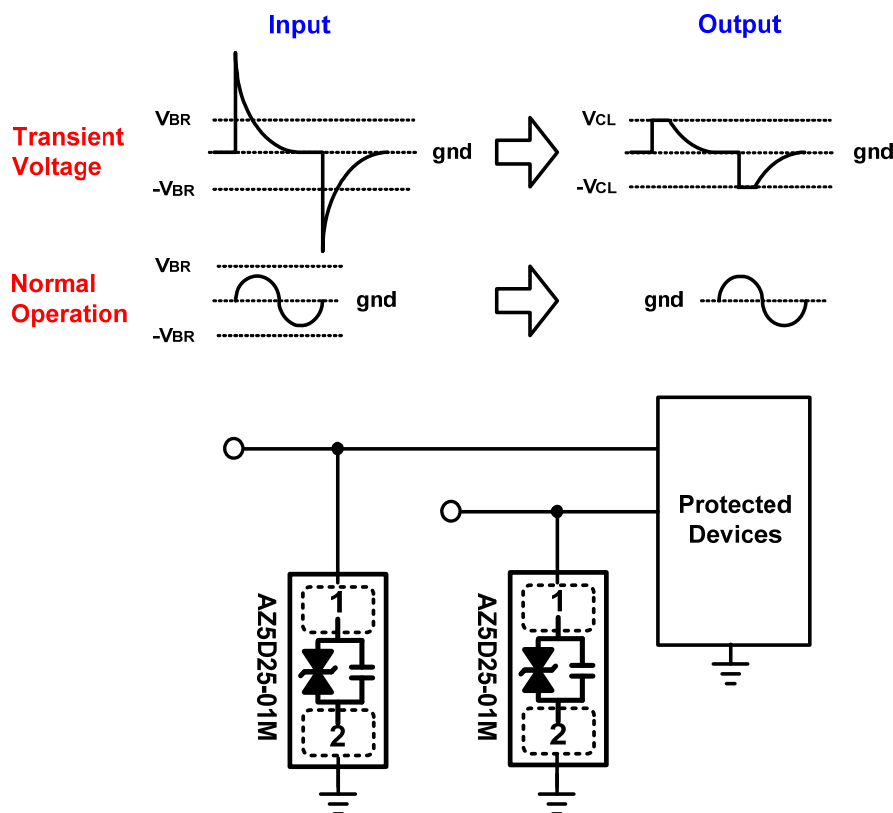 Input
Output
Transient
Voltage
VBR
gnd
-VBR
VCL
gnd
-VCL
Normal
Operation
VBR
gnd
-VBR
gnd
Protected
Devices
AZ5D25-01M
1
2
AZ5D25-01M
1
2